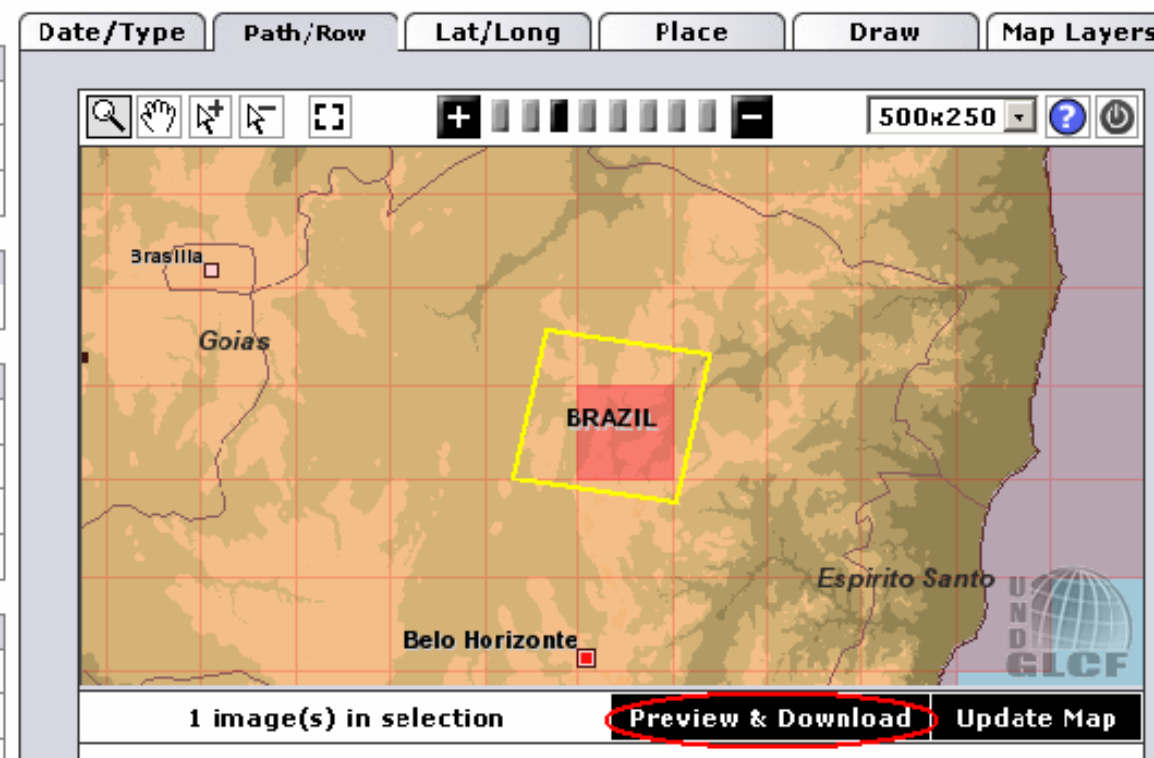 Date/Type Path/Row Lat/Long Place Draw Map Layers
+ - 500x250 ?
Brasilia
Goias
BRAZIL
Espirito Santo
Belo Horizonte
UND
GLCF
1 image(s) in selection Preview & Download Update Map